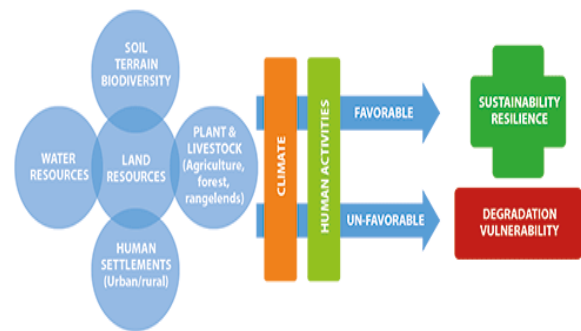 SOIL
TERRAIN
BIODIVERSITY
WATER
RESOURCES
LAND
RESOURCES
PLANT &
LIVESTOCK
(Agriculture,
forest,
rangelends)
HUMAN
SETTLEMENTS
(Urban/rural)
CLIMATE
HUMAN ACTIVITIES
FAVORABLE
UN-FAVORABLE
SUSTAINABILITY
RESILIENCE
DEGRADATION
VULNERABILITY